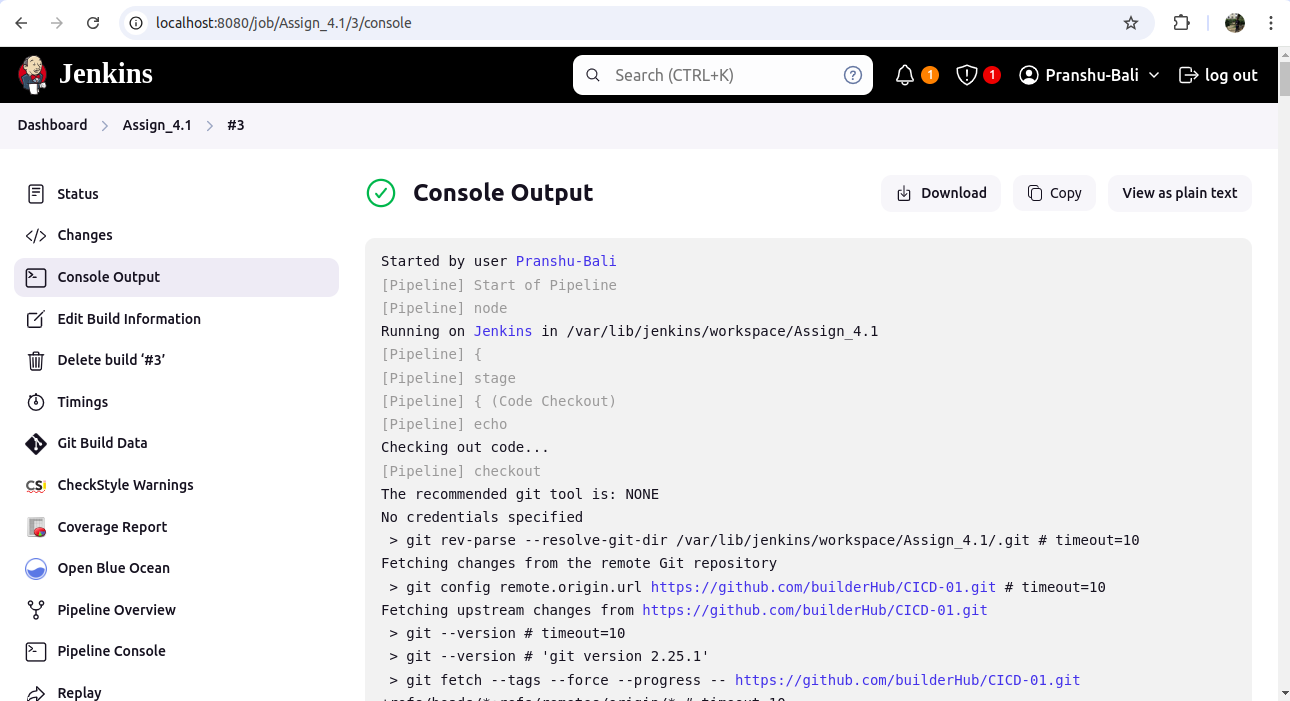 localhost:8080/job/Assign_4.1/3/console
Jenkins
Search (CTRL+K)
?
1
1
Pranshu-Bali
log out
Dashboard
Assign_4.1
#3
Status
Changes
Console Output
Edit Build Information
Delete build ‘#3’
Timings
Git Build Data
CS! CheckStyle Warnings
Coverage Report
Open Blue Ocean
Pipeline Overview
Pipeline Console
Replay
Console Output
Download
Copy
View as plain text
Started by user Pranshu-Bali
[Pipeline] Start of Pipeline
[Pipeline] node
Running on Jenkins in /var/lib/jenkins/workspace/Assign_4.1
[Pipeline] {
[Pipeline] stage
[Pipeline] { (Code Checkout)
[Pipeline] echo
Checking out code...
[Pipeline] checkout
The recommended git tool is: NONE
No credentials specified
> git rev-parse --resolve-git-dir /var/lib/jenkins/workspace/Assign_4.1/.git # timeout=10
Fetching changes from the remote Git repository
> git config remote.origin.url https://github.com/builderHub/CICD-01.git # timeout=10
Fetching upstream changes from https://github.com/builderHub/CICD-01.git
> git --version # timeout=10
> git --version # 'git version 2.25.1'
> git fetch --tags --force --progress -- https://github.com/builderHub/CICD-01.git